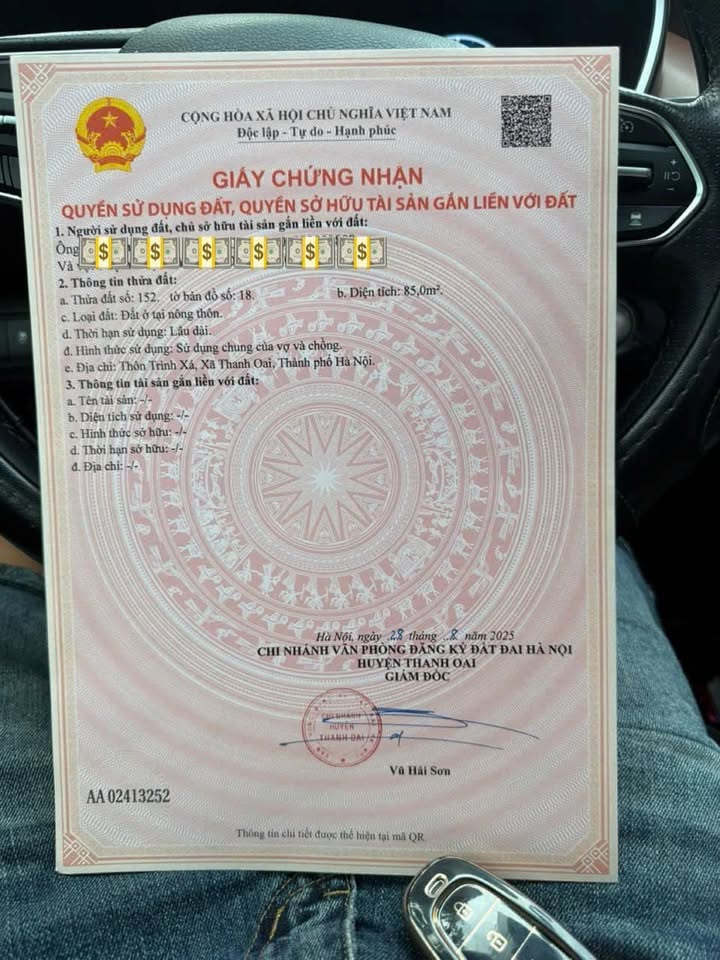 CỘNG HÒA XÃ HỘI CHỦ NGHĨA VIỆT NAM
Độc lập - Tự do - Hạnh phúc
GIẤY CHỨNG NHẬN
QUYỀN SỬ DỤNG ĐẤT, QUYỀN SỞ HỮU TÀI SẢN GẮN LIỀN VỚI ĐẤT
1. Người sử dụng đất, chủ sở hữu tài sản gắn liền với đất:
Ông
Và
2. Thông tin thửa đất:
a. Thửa đất số: 152. tờ bản đồ số: 18. b. Diện tích: 85,0m².
c. Loại đất: Đất ở tại nông thôn.
d. Thời hạn sử dụng: Lâu dài.
đ. Hình thức sử dụng: Sử dụng chung của vợ và chồng.
e. Địa chỉ: Thôn Trình Xá, Xã Thanh Oai, Thành phố Hà Nội.
3. Thông tin tài sản gắn liền với đất:
a. Tên tài sản: -/-
b. Diện tích sử dụng: -/-
c. Hình thức sở hữu: -/-
d. Thời hạn sở hữu: -/-
đ. Địa chỉ: -/-
Hà Nội, ngày 28 tháng 8 năm 2025
CHI NHÁNH VĂN PHÒNG ĐĂNG KÝ ĐẤT ĐAI HÀ NỘI
HUYỆN THANH OAI
GIÁM ĐỐC
CHI NHÁNH
HUYỆN
THANH OAI
Vũ Hải Sơn
AA 02413252
Thông tin chi tiết được thể hiện tại mã QR